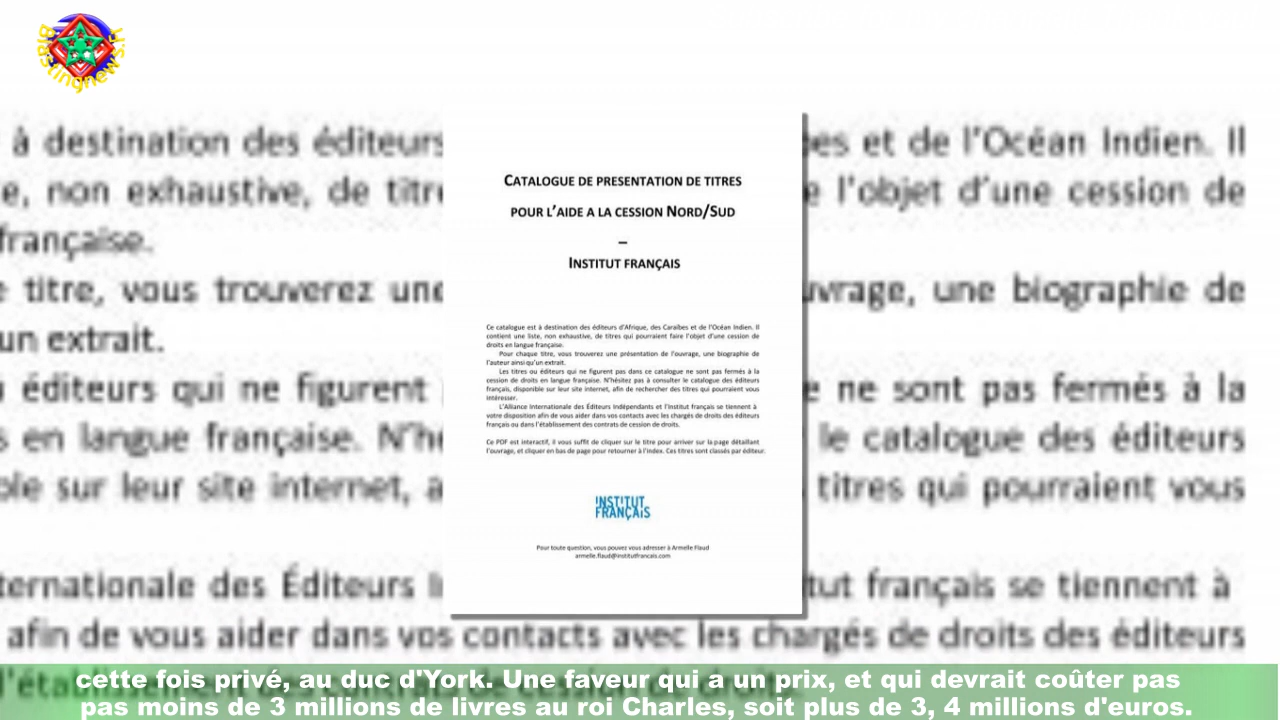 blastingnews.fr
à destination des éditeurs
bes et de l'Océan Indien. Il
e, non exhaustive, de titr
e l'objet d'une cession de
française.
e titre, vous trouverez une
uvrage, une biographie de
un extrait.
éditeurs qui ne figurent
e ne sont pas fermés à la
s en langue française. N'hé
le catalogue des éditeurs
ble sur leur site internet, a
titres qui pourraient vous
ternationale des Éditeurs I
tut français se tiennent à
afin de vous aider dans vos contacts avec les chargés de droits des éditeurs
CATALOGUE DE PRESENTATION DE TITRES
POUR L'AIDE A LA CESSION NORD/SUD
–
INSTITUT FRANÇAIS
Ce catalogue est à destination des éditeurs d'Afrique, des Caraïbes et de l'Océan Indien. Il
contient une liste, non exhaustive, de titres qui pourraient faire l'objet d'une cession de
droits en langue française.
Pour chaque titre, vous trouverez une présentation de l'ouvrage, une biographie de
l'auteur ainsi qu'un extrait.
Les titres ou éditeurs qui ne figurent pas dans ce catalogue ne sont pas fermés à la
cession de droits en langue française. N'hésitez pas à consulter le catalogue des éditeurs
français, disponible sur leur site internet, afin de rechercher des titres qui pourraient vous
intéresser.
L'Alliance Internationale des Éditeurs Indépendants et l'Institut français se tiennent à
votre disposition afin de vous aider dans vos contacts avec les chargés de droits des éditeurs
français ou dans l'établissement des contrats de cession de droits.
Ce PDF est interactif, il vous suffit de cliquer sur le titre pour arriver sur la page détaillant
l'ouvrage, et cliquer en bas de page pour retourner à l'index. Ces titres sont classés par éditeur.
INSTITUT
FRANÇAIS
Pour toute question, vous pouvez vous adresser à Armelle Flaud
armelle.flaud@institutfrancais.com
cette fois privé, au duc d'York. Une faveur qui a un prix, et qui devrait coûter pas
pas moins de 3 millions de livres au roi Charles, soit plus de 3, 4 millions d'euros.